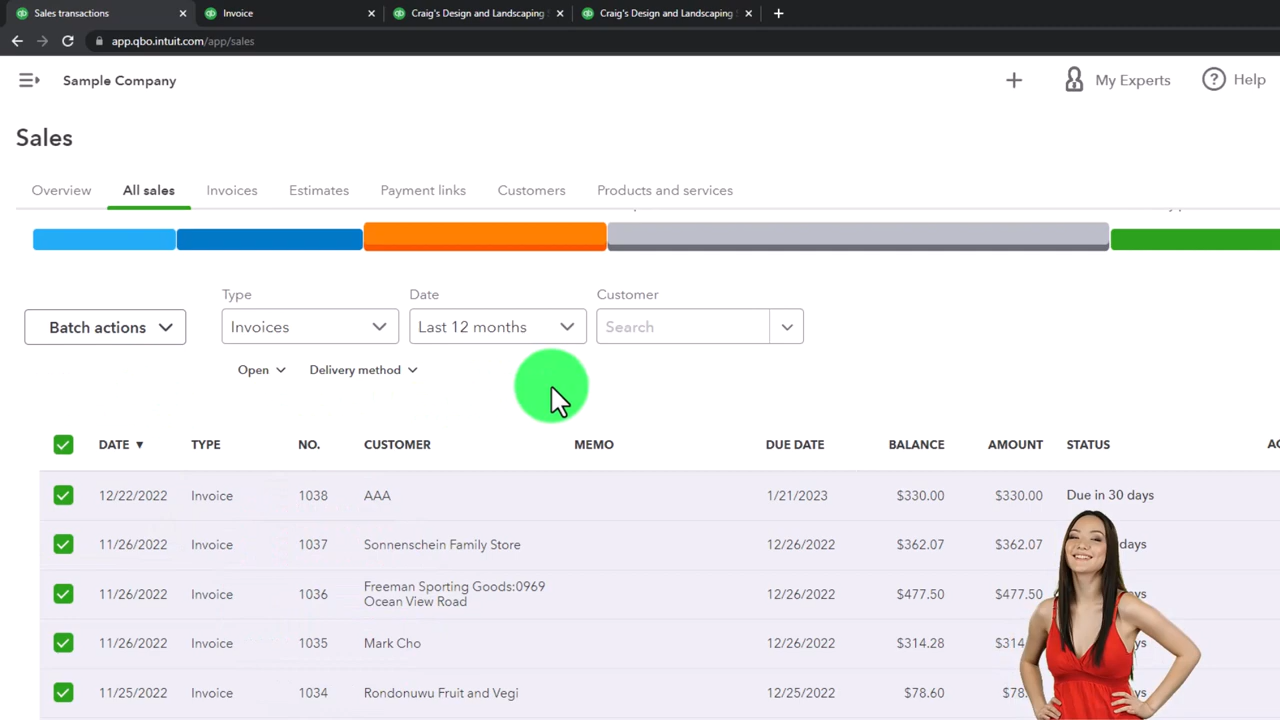 Sales transactions
Invoice
Craig's Design and Landscaping
Craig's Design and Landscaping
app.qbo.intuit.com/app/sales
Sample Company
My Experts
Help
Sales
Overview All sales Invoices Estimates Payment links Customers Products and services
Type Date Customer
Batch actions Invoices Last 12 months Search
Open Delivery method
DATE TYPE NO. CUSTOMER MEMO DUE DATE BALANCE AMOUNT STATUS
12/22/2022 Invoice 1038 AAA 1/21/2023 $330.00 $330.00 Due in 30 days
11/26/2022 Invoice 1037 Sonnenschein Family Store 12/26/2022 $362.07 $362.07 days
11/26/2022 Invoice 1036 Freeman Sporting Goods:0969 12/26/2022 $477.50 $477.50
Ocean View Road
11/26/2022 Invoice 1035 Mark Cho 12/26/2022 $314.28 $314
11/25/2022 Invoice 1034 Rondonuwu Fruit and Vegi 12/25/2022 $78.60 $78.